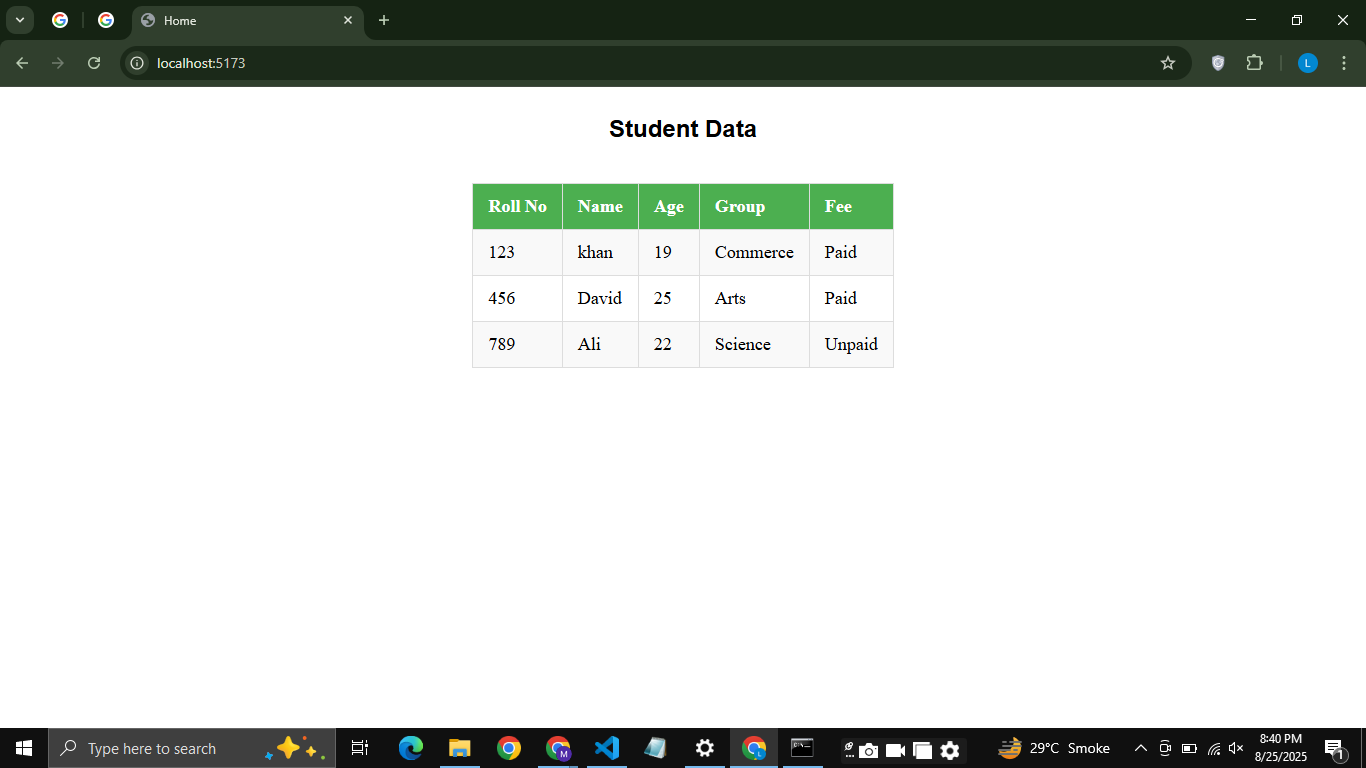 Home
localhost:5173
L
Student Data
Roll No Name Age Group Fee
123 khan 19 Commerce Paid
456 David 25 Arts Paid
789 Ali 22 Science Unpaid
Type here to search
M
L
29°C Smoke
8:40 PM
8/25/2025
1